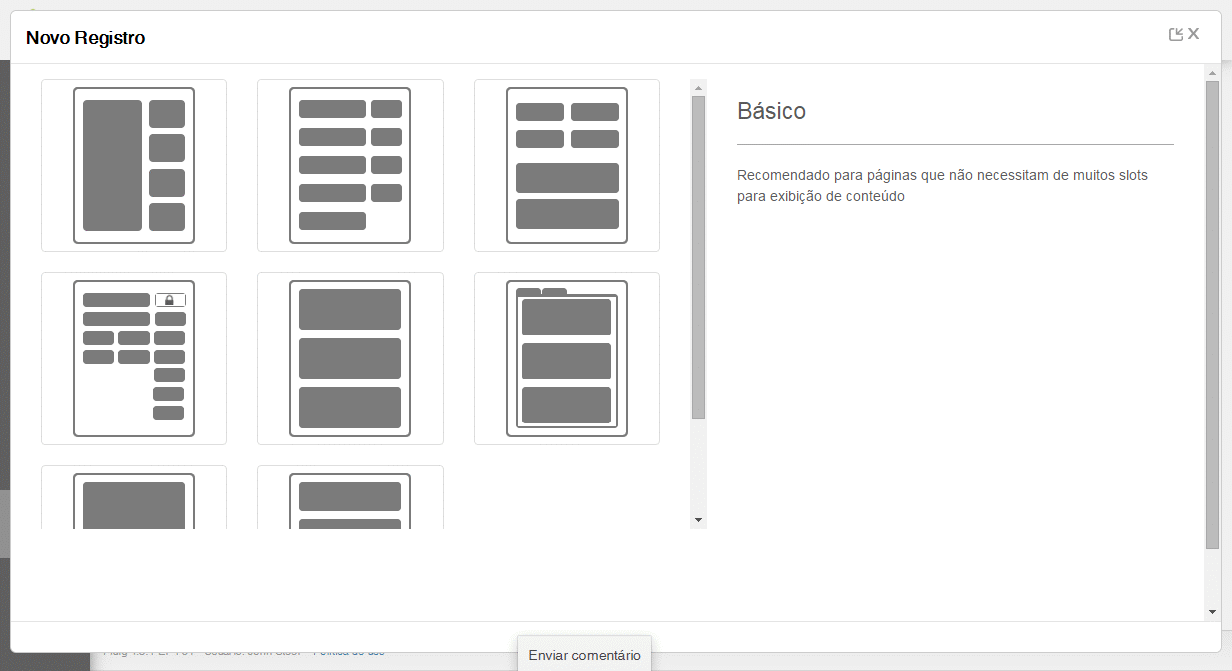 Novo Registro
Básico
Recomendado para páginas que não necessitam de muitos slots
para exibição de conteúdo
Enviar comentário